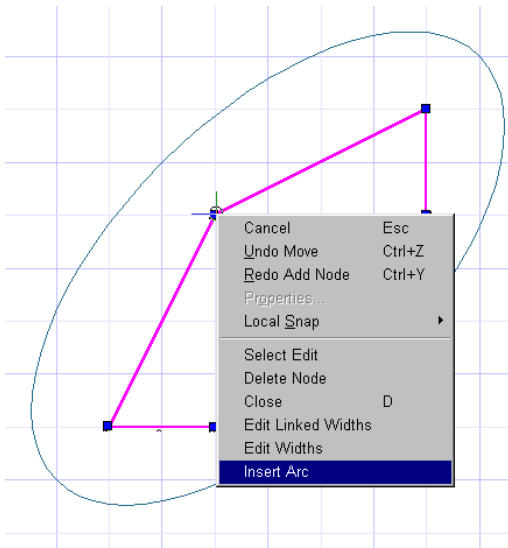 Cancel Esc
Undo Move Ctrl+Z
Redo Add Node Ctrl+Y
Properties...
Local Snap
Select Edit
Delete Node
Close D
Edit Linked Widths
Edit Widths
Insert Arc